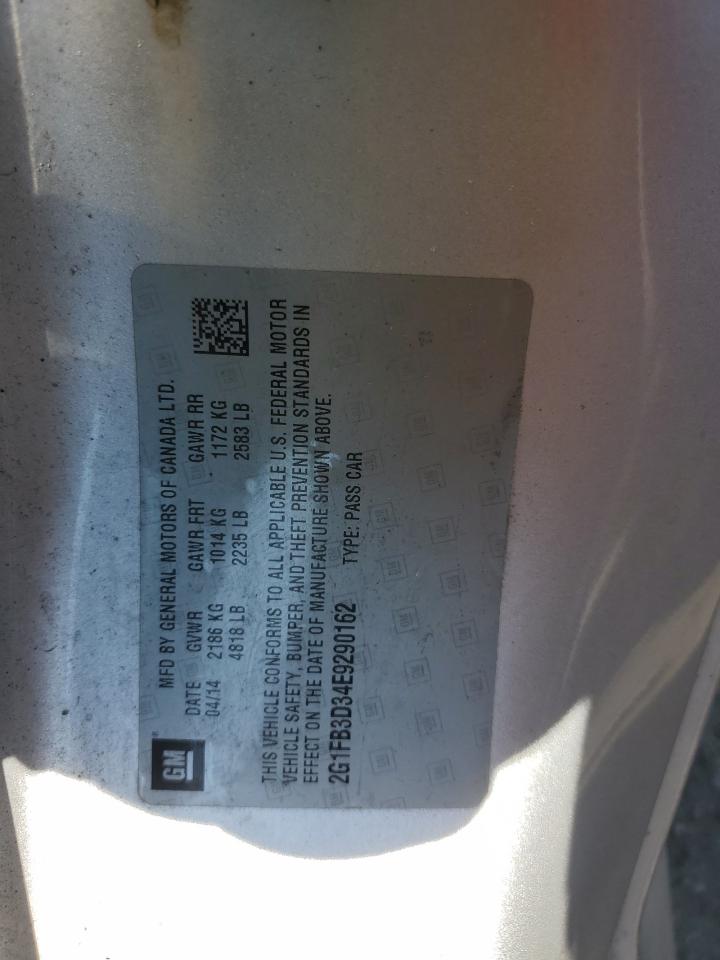 MFD BY GENERAL MOTORS OF CANADA LTD.
DATE GVWR GAWR FRT GAWR RR
04/14 2186 KG 1014 KG 1172 KG
4818 LB 2235 LB 2583 LB
GM
THIS VEHICLE CONFORMS TO ALL APPLICABLE U.S. FEDERAL MOTOR
VEHICLE SAFETY, BUMPER, AND THEFT PREVENTION STANDARDS IN
EFFECT ON THE DATE OF MANUFACTURE SHOWN ABOVE.
2G1FB3D34E9290162 TYPE: PASS CAR